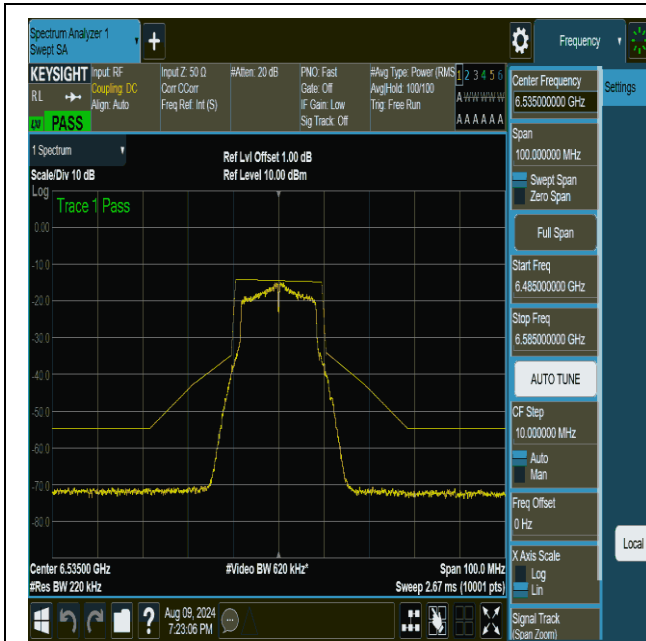 Spectrum Analyzer 1
Swept SA
Frequency
KEYSIGHT
RL
PASS
Input: RF
Coupling: DC
Align: Auto
Input Z: 50 Ω
Corr CCorr
Freq Ref: Int (S)
#Atten: 20 dB
PNO: Fast
Gate: Off
IF Gain: Low
Sig Track: Off
#Avg Type: Power (RMS
Avg|Hold: 100/100
Trig: Free Run
1 2 3 4 5 6
A W W W W W
A A A A A A
1 Spectrum
Scale/Div 10 dB
Ref Lvl Offset 1.00 dB
Ref Level 10.00 dBm
Log
Trace 1 Pass
0.00
-10.0
-20.0
-30.0
-40.0
-50.0
-60.0
-70.0
-80.0
Center 6.53500 GHz
#Res BW 220 kHz
#Video BW 620 kHz*
Span 100.0 MHz
Sweep 2.67 ms (10001 pts)
Aug 09, 2024
7:23:06 PM
Center Frequency
6.535000000 GHz
Settings
Span
100.000000 MHz
Swept Span
Zero Span
Full Span
Start Freq
6.485000000 GHz
Stop Freq
6.585000000 GHz
AUTO TUNE
CF Step
10.000000 MHz
Auto
Man
Freq Offset
0 Hz
X Axis Scale
Log
Lin
Local
Signal Track
(Span Zoom)